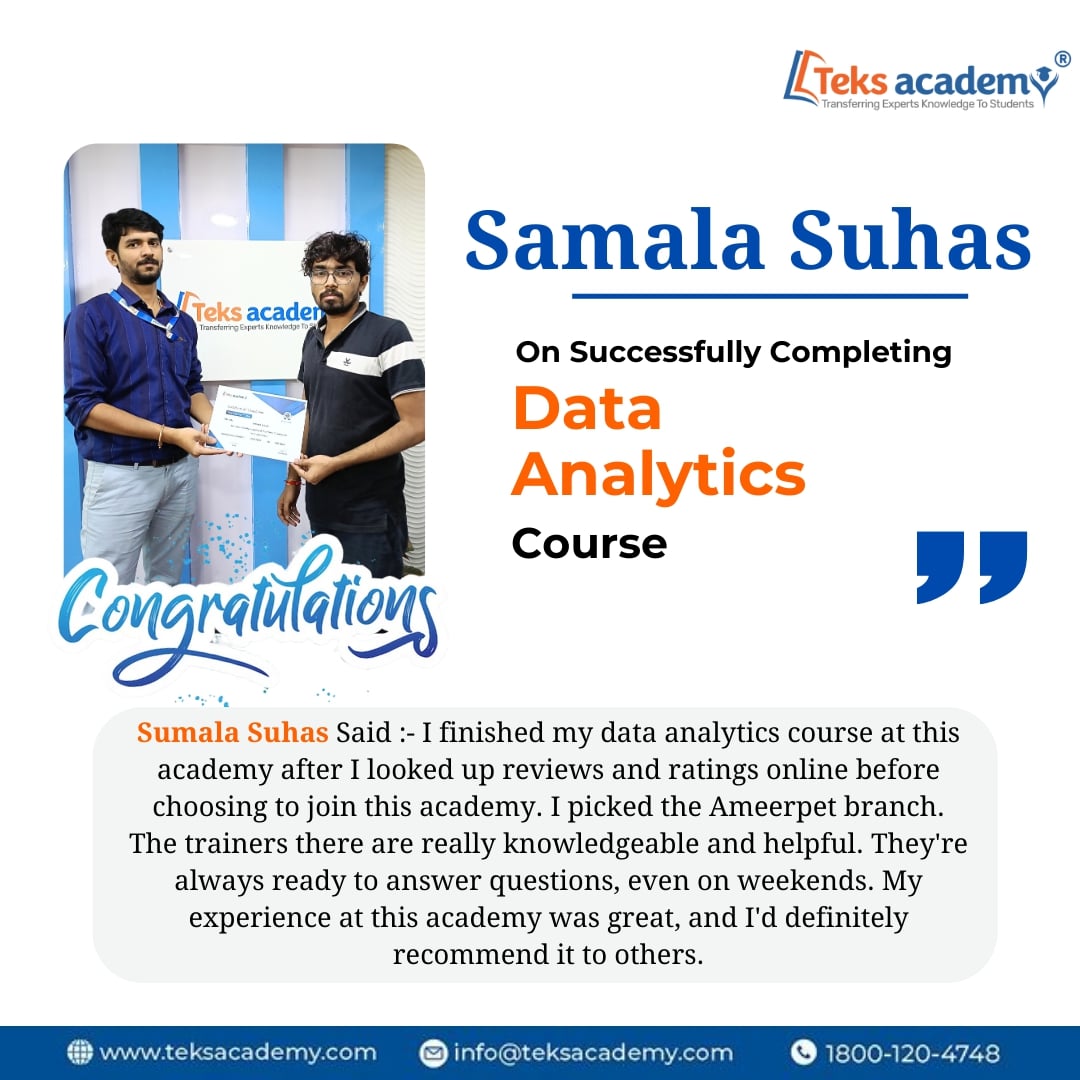 Teks academy®
Transferring Experts Knowledge To Students
Teks acade
Transferring Experts Knowledge To
Samala Suhas
On Successfully Completing
Data
Analytics
Course
”
Congratulations
Sumala Suhas Said :- I finished my data analytics course at this
academy after I looked up reviews and ratings online before
choosing to join this academy. I picked the Ameerpet branch.
The trainers there are really knowledgeable and helpful. They're
always ready to answer questions, even on weekends. My
experience at this academy was great, and I'd definitely
recommend it to others.
www.teksacademy.com
info@teksacademy.com
1800-120-4748